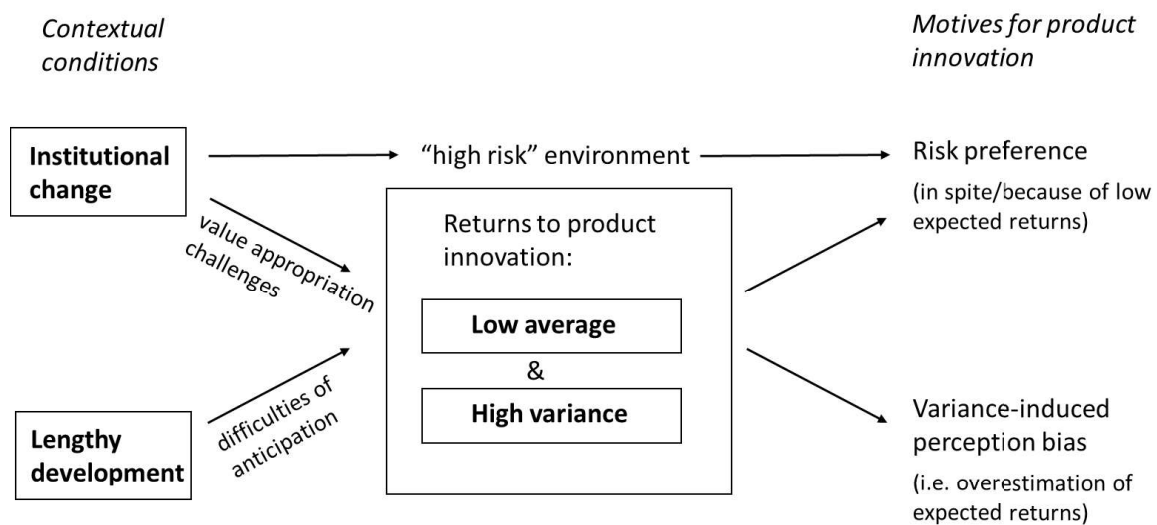 Contextual
conditions
Motives for product
innovation
Institutional
change
"high risk" environment
Risk preference
(in spite/because of low
expected returns)
value appropriation
challenges
Returns to product
innovation:
Low average
&
High variance
difficulties of
anticipation
Lengthy
development
Variance-induced
perception bias
(i.e. overestimation of
expected returns)